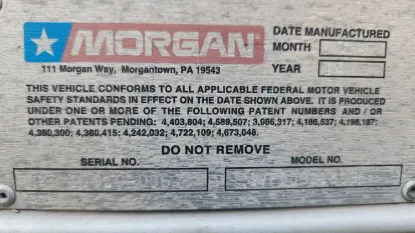 MORGAN
DATE MANUFACTURED
MONTH
111 Morgan Way, Morgantown, PA 19543
YEAR
THIS VEHICLE CONFORMS TO ALL APPLICABLE FEDERAL MOTOR VEHICLE
SAFETY STANDARDS IN EFFECT ON THE DATE SHOWN ABOVE. IT IS PRODUCED
UNDER ONE OR MORE OF THE FOLLOWING PATENT NUMBERS AND / OR
OTHER PATENTS PENDING: 4,403,804; 4,589,507; 3,986,317; 4,186,537; 4,198,187;
4,380,300; 4,380,415; 4,242,032; 4,722,109; 4,673,048.
DO NOT REMOVE
SERIAL NO.
MODEL NO.